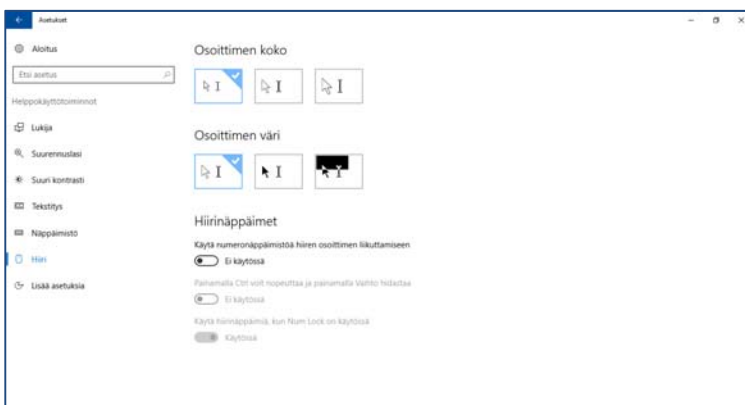 Asetukset
Aloitus
Etsi asetus
Helppokäyttötoiminnot
Lukija
Suurennuslasi
Suuri kontrasti
Tekstitys
Näppäimistö
Hiiri
Lisää asetuksia
Osoittimen koko
Osoittimen väri
Hiirinäppäimet
Käytä numeronäppäimistöä hiiren osoittimen liikuttamiseen
Ei käytössä
Painamalla Ctrl voit nopeuttaa ja painamalla Vaihto hidastaa
Ei käytössä
Käytä hiirinäppäimiä, kun Num Lock on käytössä
Käytössä